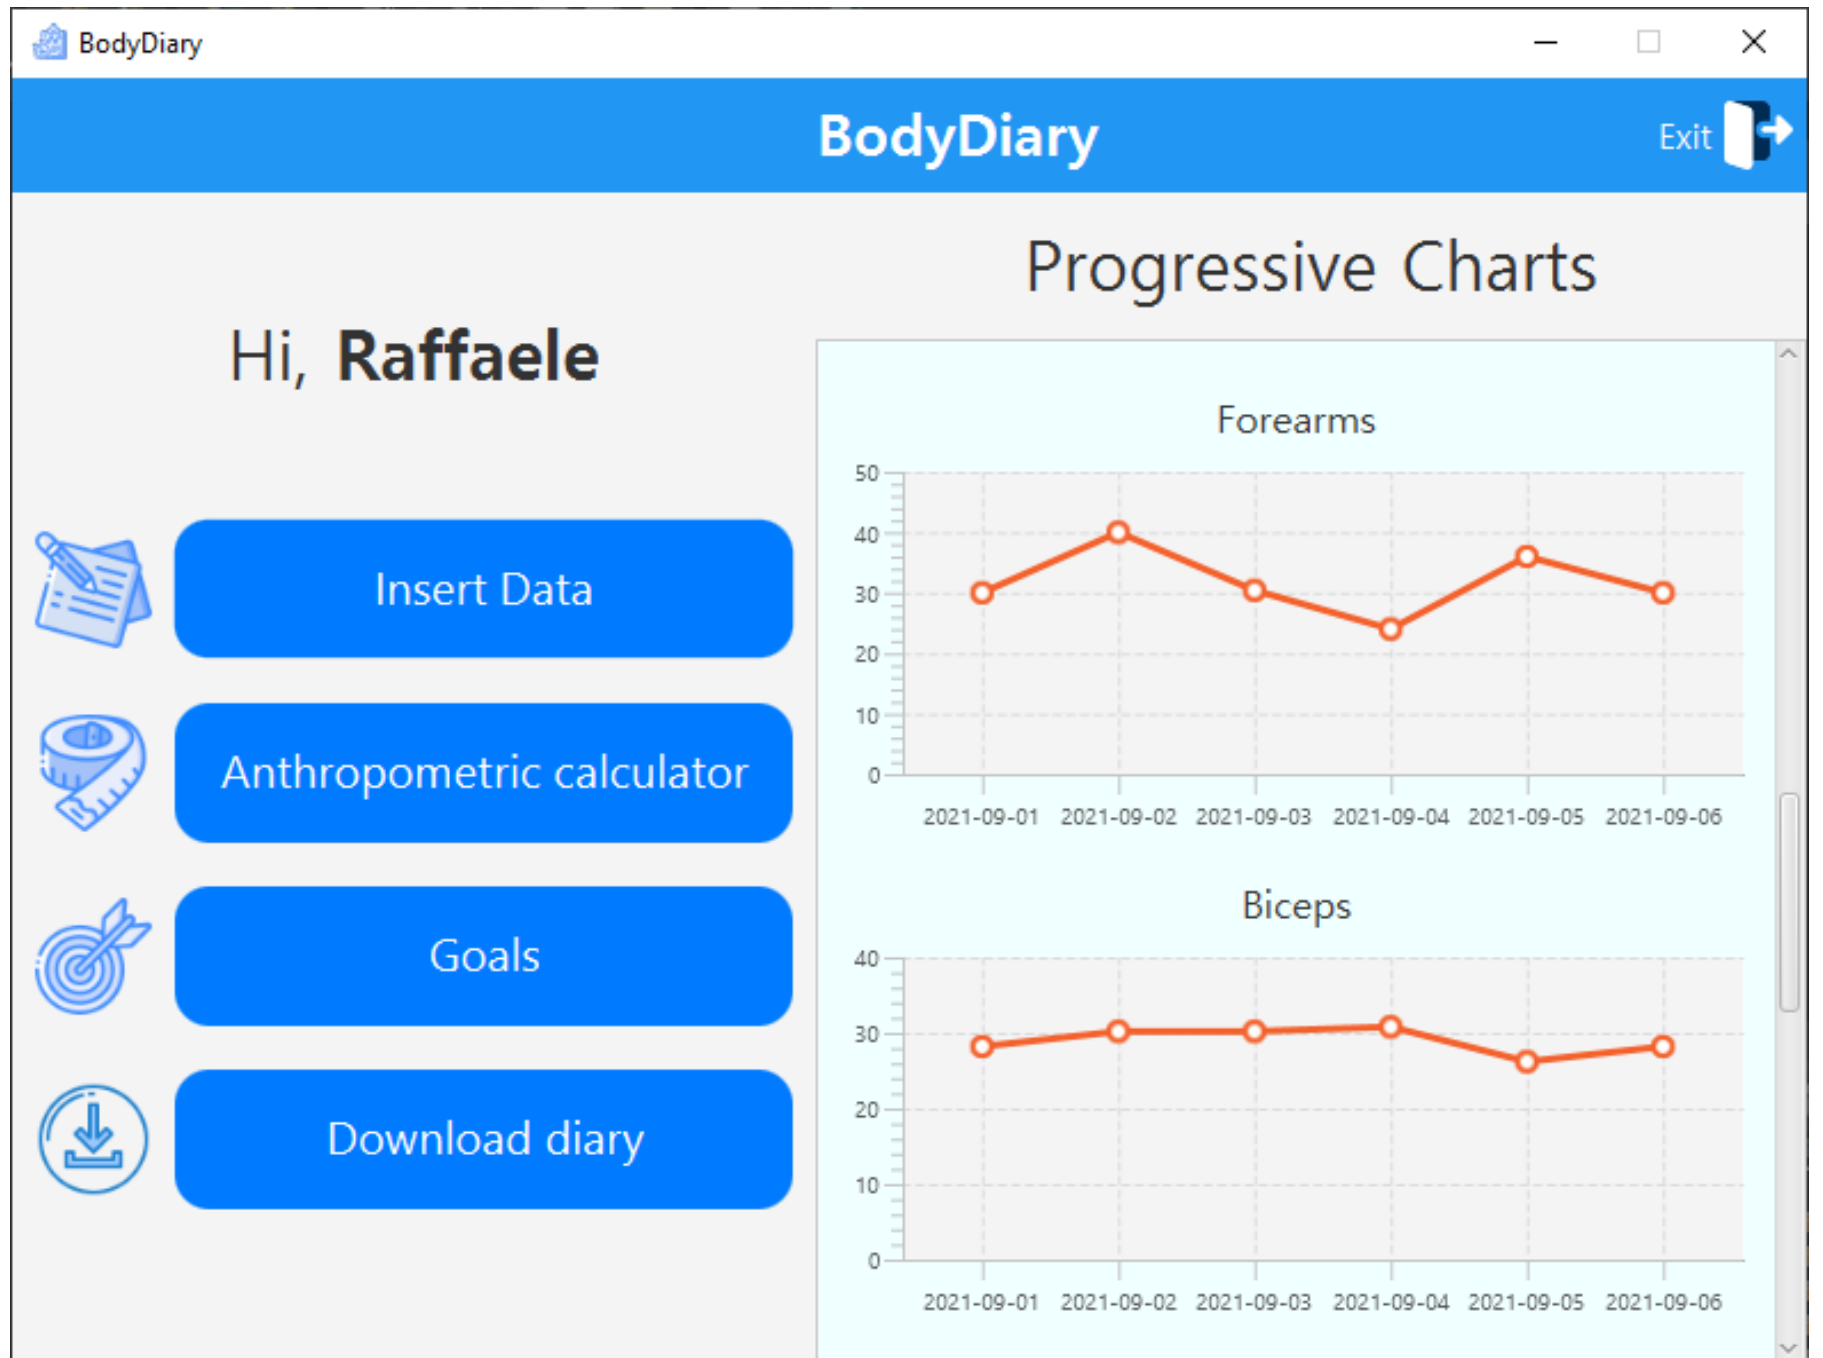 BodyDiary
BodyDiary
Exit
Hi, Raffaele
Insert Data
Anthropometric calculator
Goals
Download diary
Progressive Charts
Forearms
50
40
30
20
10
0
2021-09-01 2021-09-02 2021-09-03 2021-09-04 2021-09-05 2021-09-06
Biceps
40
30
20
10
0
2021-09-01 2021-09-02 2021-09-03 2021-09-04 2021-09-05 2021-09-06